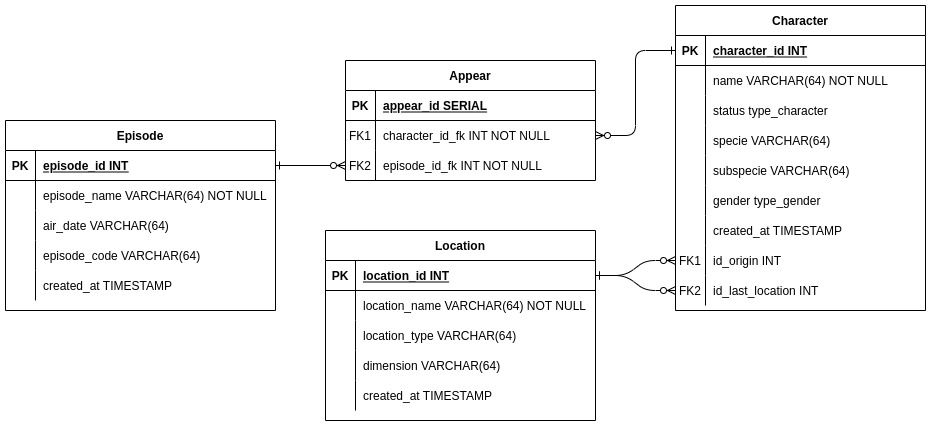 Character
PK character_id INT
name VARCHAR(64) NOT NULL
status type_character
specie VARCHAR(64)
subspecie VARCHAR(64)
gender type_gender
created_at TIMESTAMP
FK1 id_origin INT
FK2 id_last_location INT
Appear
PK appear_id SERIAL
FK1 character_id_fk INT NOT NULL
FK2 episode_id_fk INT NOT NULL
Episode
PK episode_id INT
episode_name VARCHAR(64) NOT NULL
air_date VARCHAR(64)
episode_code VARCHAR(64)
created_at TIMESTAMP
Location
PK location_id INT
location_name VARCHAR(64) NOT NULL
location_type VARCHAR(64)
dimension VARCHAR(64)
created_at TIMESTAMP